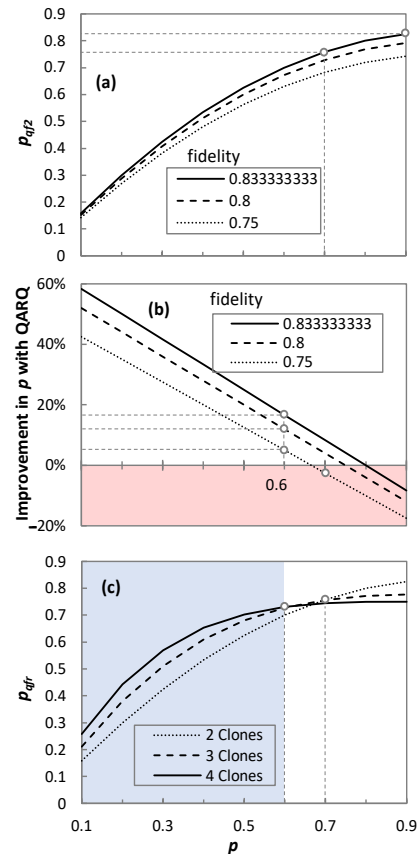 0.9
0.8
0.7
0.6
0.5
0.4
0.3
0.2
0.1
0
p_qf2
(a)
fidelity
0.833333333
0.8
0.75
60%
40%
20%
0%
−20%
Improvement in p with QARQ
(b)
fidelity
0.833333333
0.8
0.75
0.6
0.9
0.8
0.7
0.6
0.5
0.4
0.3
0.2
0.1
0
p_qfr
(c)
2 Clones
3 Clones
4 Clones
0.1 0.3 0.5 0.7 0.9
p